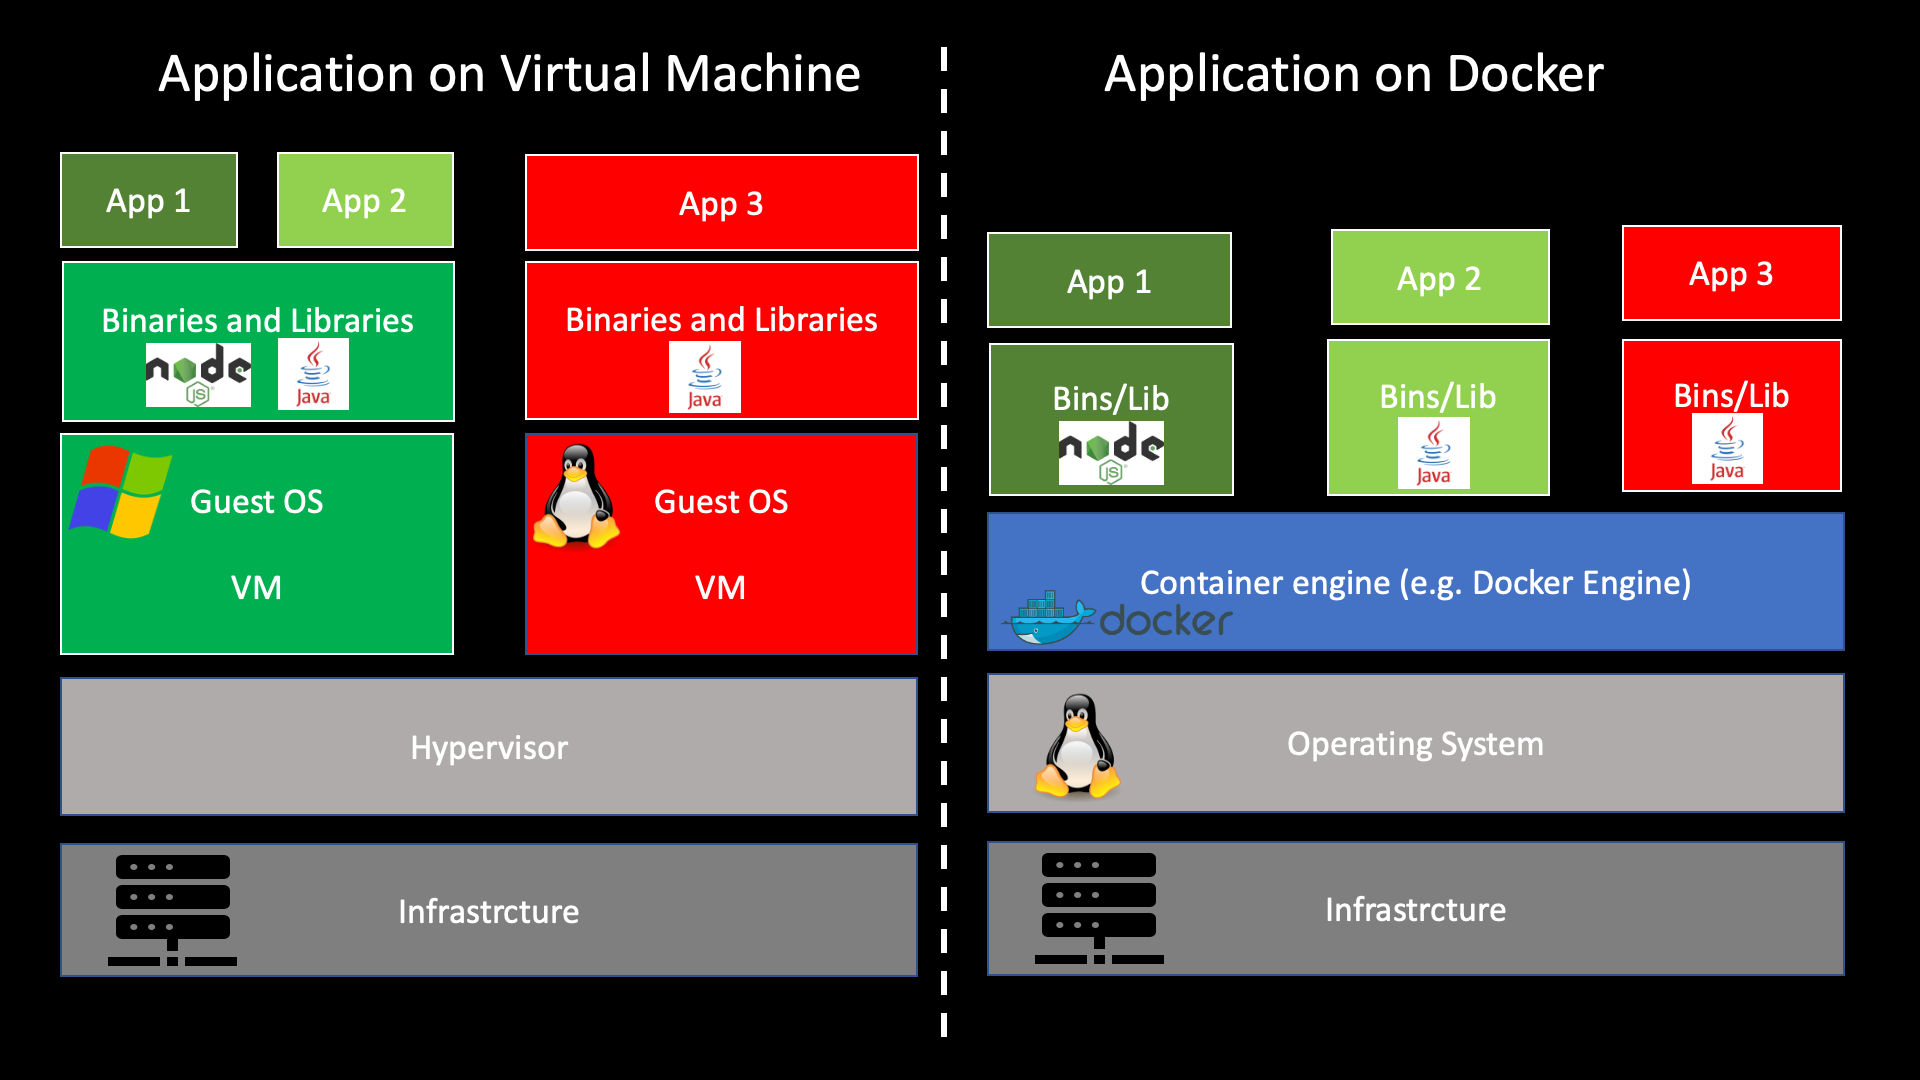 Application on Virtual Machine
App 1
App 2
App 3
Binaries and Libraries
node
JS
Java
Binaries and Libraries
Java
Guest OS
VM
Guest OS
VM
Hypervisor
Infrastrcture
Application on Docker
App 1
App 2
App 3
Bins/Lib
node
JS
Bins/Lib
Java
Bins/Lib
Java
Container engine (e.g. Docker Engine)
docker
Operating System
Infrastrcture